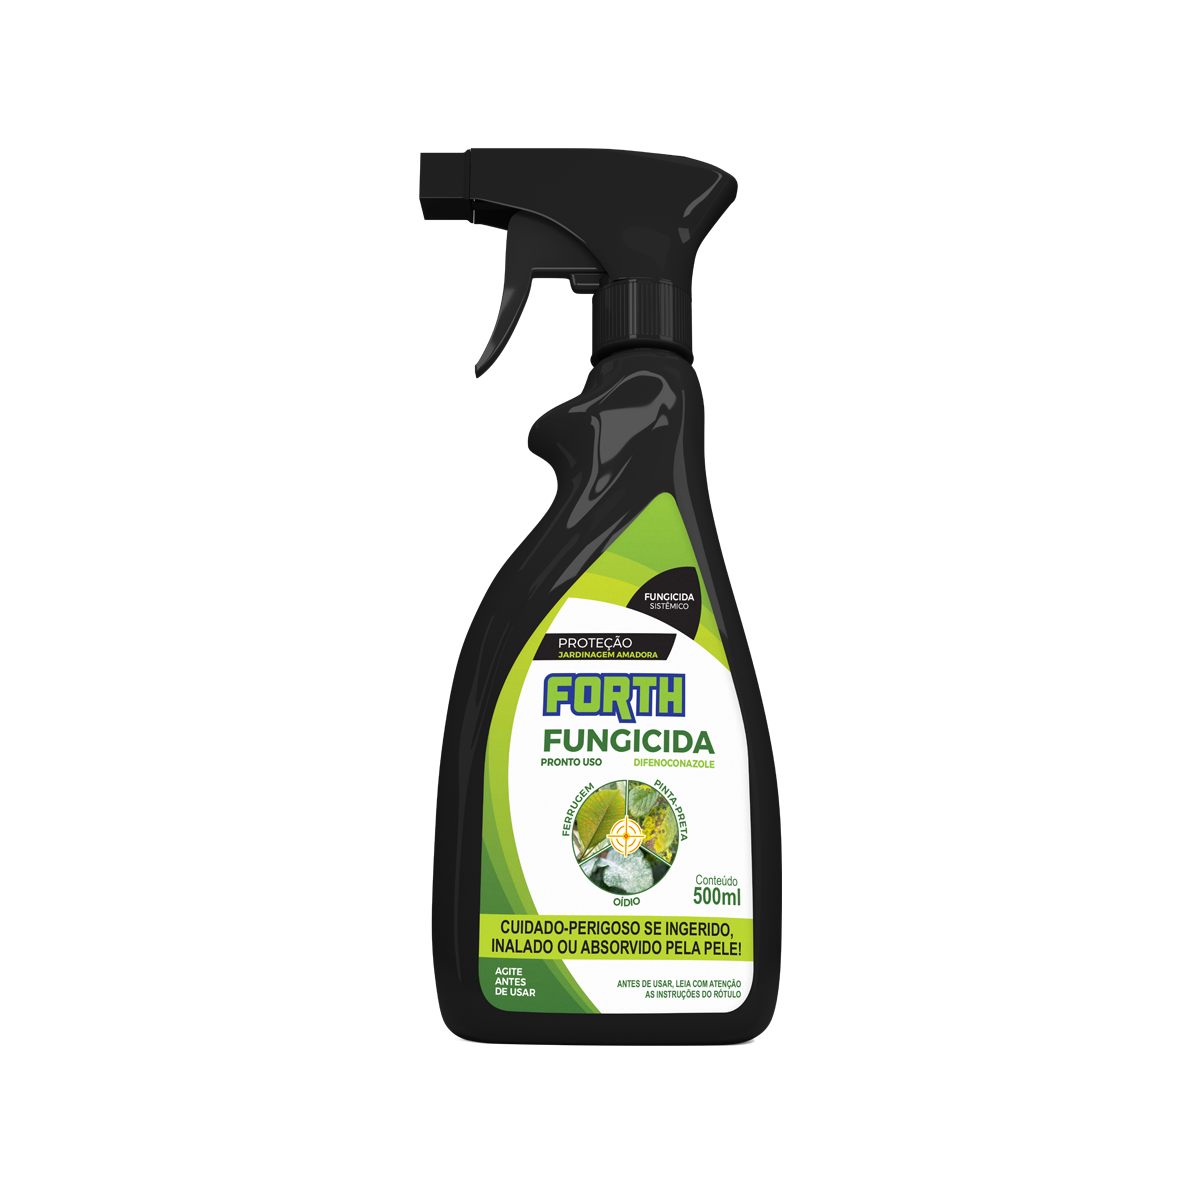 FUNGICIDA
SISTÊMICO
PROTEÇÃO
JARDINAGEM AMADORA
FORTH
FUNGICIDA
PRONTO USO
DIFENOCONAZOLE
FERRUGEM
PINTA-PRETA
OÍDIO
Conteúdo
500ml
CUIDADO-PERIGOSO SE INGERIDO,
INALADO OU ABSORVIDO PELA PELE!
AGITE
ANTES
DE USAR
ANTES DE USAR, LEIA COM ATENÇÃO
AS INSTRUÇÕES DO RÓTULO